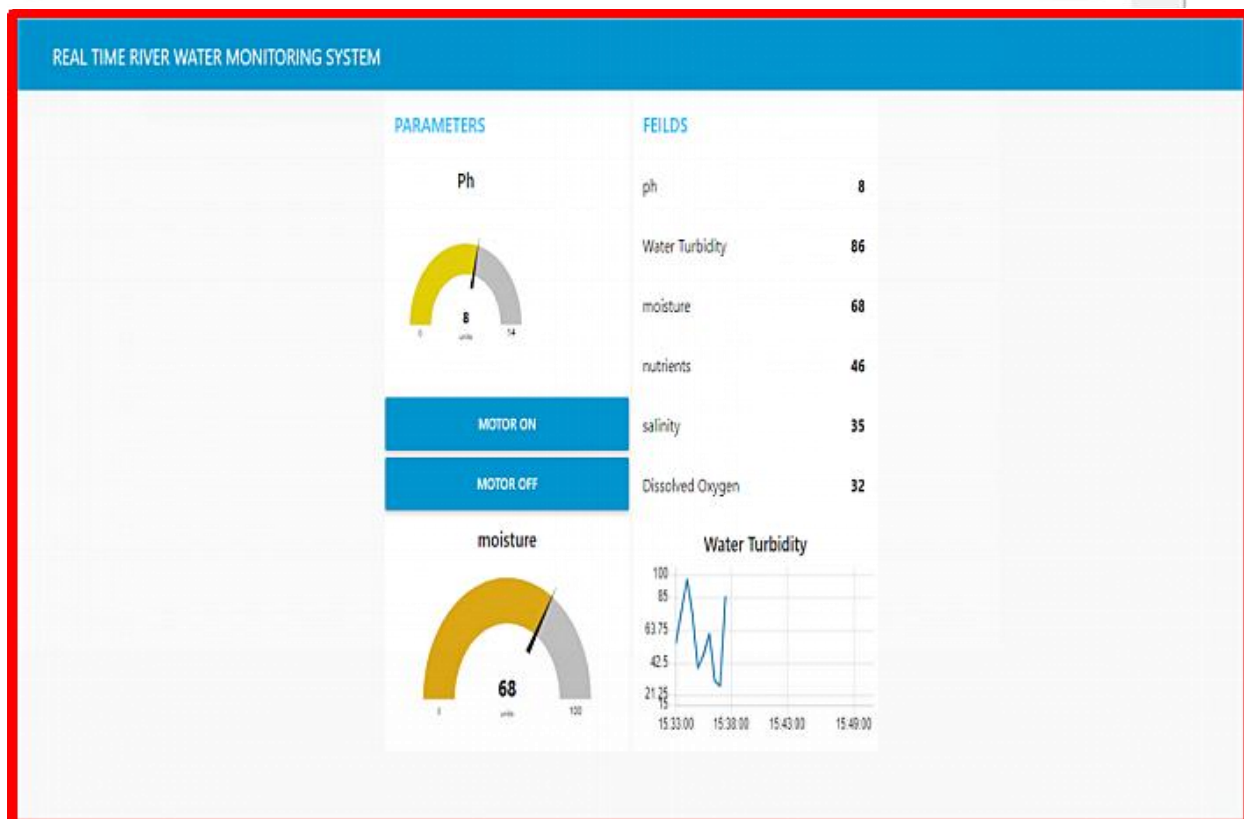 REAL TIME RIVER WATER MONITORING SYSTEM
PARAMETERS
Ph
8
units
0
14
MOTOR ON
MOTOR OFF
moisture
68
units
0
100
FEILDS
ph 8
Water Turbidity 86
moisture 68
nutrients 46
salinity 35
Dissolved Oxygen 32
Water Turbidity
100
85
63.75
42.5
21.25
15
15:33:00 15:38:00 15:43:00 15:49:00